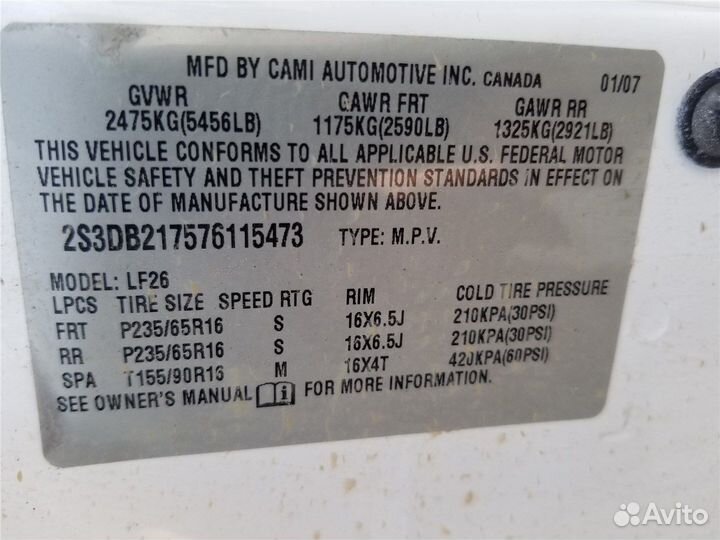 MFD BY CAMI AUTOMOTIVE INC. CANADA 01/07
GVWR GAWR FRT GAWR RR
2475KG(5456LB) 1175KG(2590LB) 1325KG(2921LB)
THIS VEHICLE CONFORMS TO ALL APPLICABLE U.S. FEDERAL MOTOR
VEHICLE SAFETY AND THEFT PREVENTION STANDARDS IN EFFECT ON
THE DATE OF MANUFACTURE SHOWN ABOVE.
2S3DB217576115473 TYPE: M.P.V.
MODEL: LF26
LPCS TIRE SIZE SPEED RTG RIM COLD TIRE PRESSURE
FRT P235/65R16 S 16X6.5J 210KPA(30PSI)
RR P235/65R16 S 16X6.5J 210KPA(30PSI)
SPA T155/90R16 M 16X4T 420KPA(60PSI)
SEE OWNER'S MANUAL FOR MORE INFORMATION.
Avito